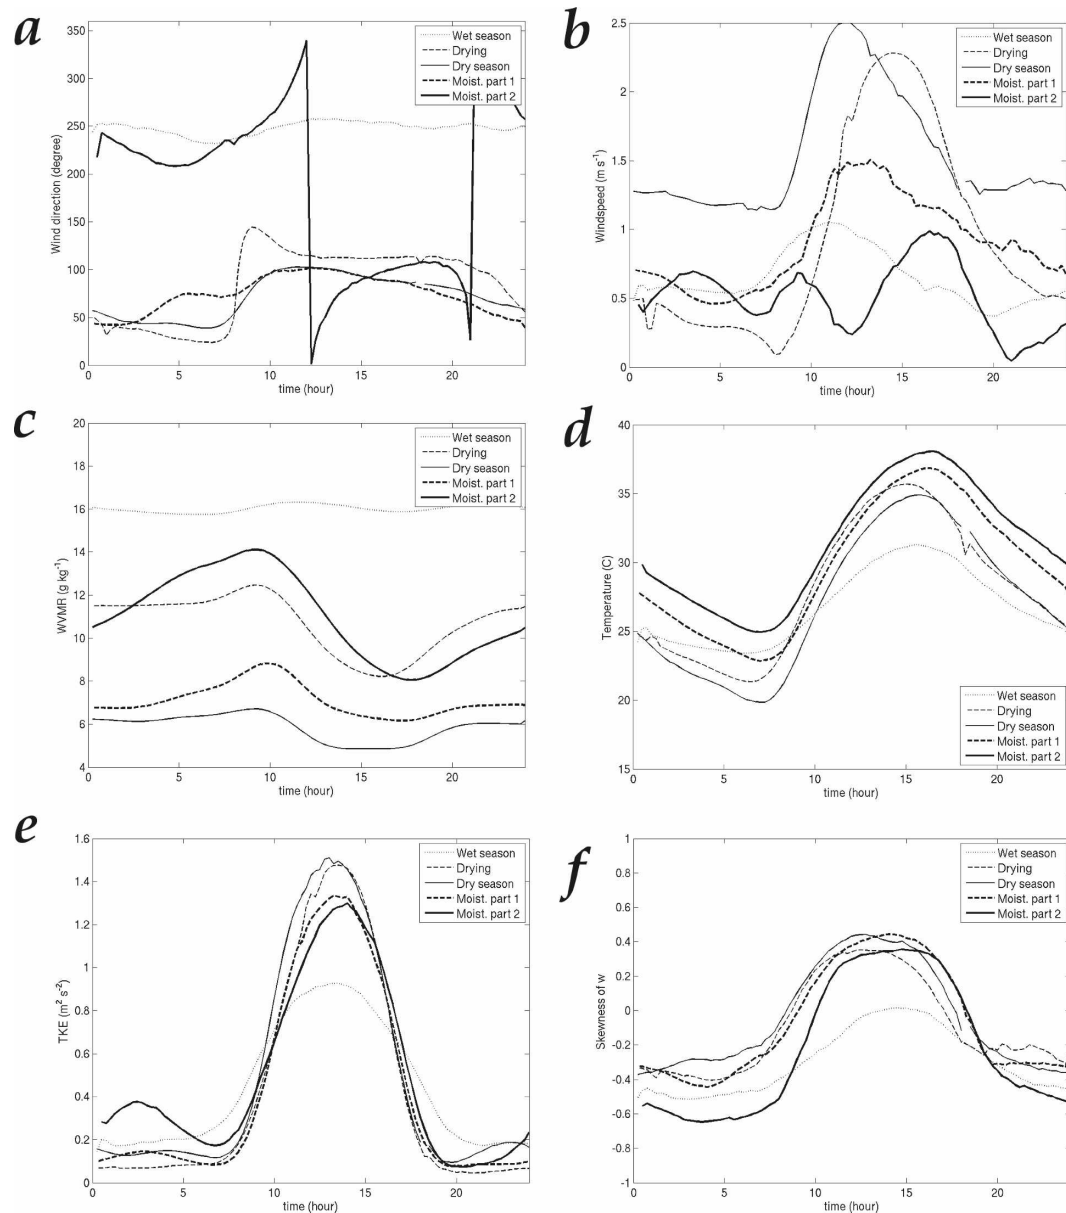 a
350
300
250
200
150
100
50
0
0 5 10 15 20
Wind direction (degree)
time (hour)
Wet season
Drying
Dry season
Moist. part 1
Moist. part 2
b
2.5
2
1.5
1
0.5
0
0 5 10 15 20
Windspeed (m s-1)
time (hour)
Wet season
Drying
Dry season
Moist. part 1
Moist. part 2
c
20
18
16
14
12
10
8
6
4
0 5 10 15 20
WVMR (g kg-1)
time (hour)
Wet season
Drying
Dry season
Moist. part 1
Moist. part 2
d
40
35
30
25
20
15
0 5 10 15 20
Temperature (C)
time (hour)
Wet season
Drying
Dry season
Moist. part 1
Moist. part 2
e
1.6
1.4
1.2
1
0.8
0.6
0.4
0.2
0
0 5 10 15 20
TKE (m2 s-2)
time (hour)
Wet season
Drying
Dry season
Moist. part 1
Moist. part 2
f
1
0.8
0.6
0.4
0.2
0
-0.2
-0.4
-0.6
-0.8
-1
0 5 10 15 20
Skewness of w
time (hour)
Wet season
Drying
Dry season
Moist. part 1
Moist. part 2